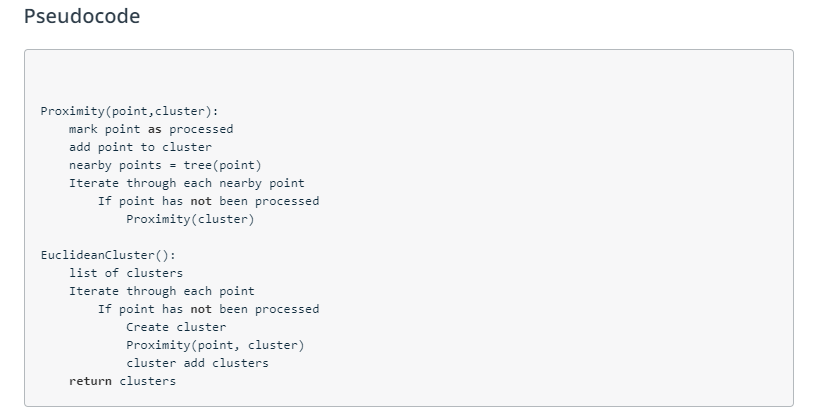 Pseudocode
Proximity(point,cluster):
    mark point as processed
    add point to cluster
    nearby points = tree(point)
    Iterate through each nearby point
        If point has not been processed
            Proximity(cluster)
EuclideanCluster():
    list of clusters
    Iterate through each point
        If point has not been processed
            Create cluster
            Proximity(point, cluster)
            cluster add clusters
    return clusters